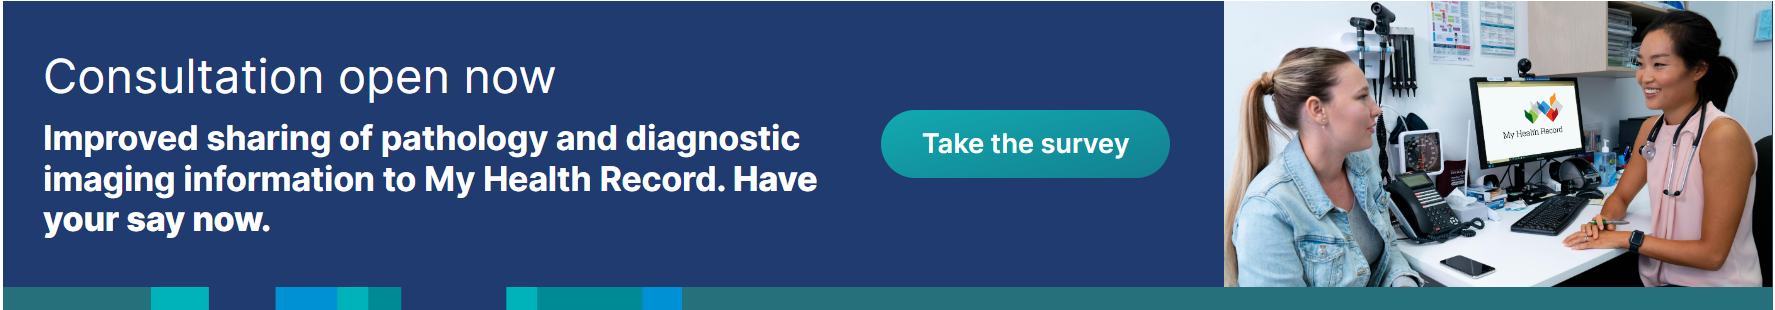 Consultation open now
Improved sharing of pathology and diagnostic
imaging information to My Health Record. Have
your say now.
Take the survey
My Health Record